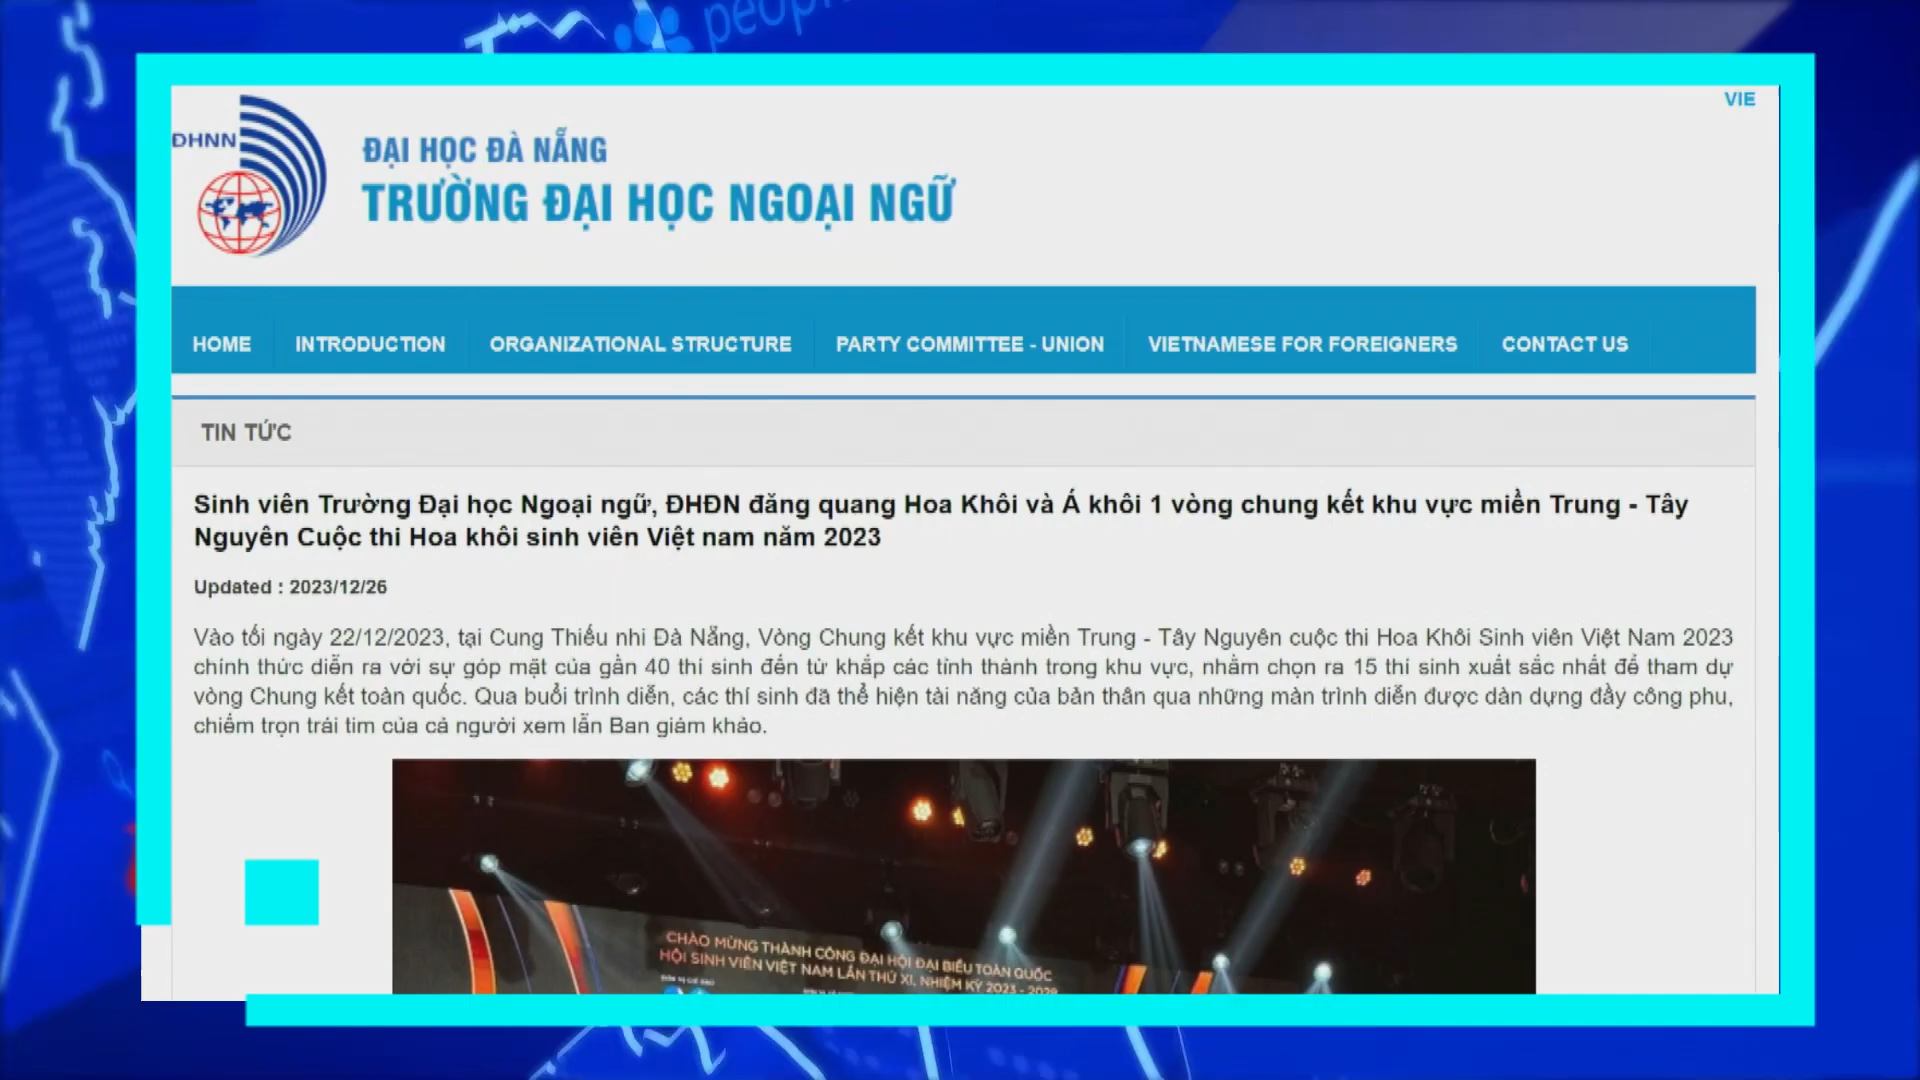 people
VIE
DHNN
ĐẠI HỌC ĐÀ NẴNG
TRƯỜNG ĐẠI HỌC NGOẠI NGỮ
HOME INTRODUCTION ORGANIZATIONAL STRUCTURE PARTY COMMITTEE - UNION VIETNAMESE FOR FOREIGNERS CONTACT US
TIN TỨC
Sinh viên Trường Đại học Ngoại ngữ, ĐHĐN đăng quang Hoa Khôi và Á khôi 1 vòng chung kết khu vực miền Trung - Tây
Nguyên Cuộc thi Hoa khôi sinh viên Việt nam năm 2023
Updated : 2023/12/26
Vào tối ngày 22/12/2023, tại Cung Thiếu nhi Đà Nẵng, Vòng Chung kết khu vực miền Trung - Tây Nguyên cuộc thi Hoa Khôi Sinh viên Việt Nam 2023
chính thức diễn ra với sự góp mặt của gần 40 thí sinh đến từ khắp các tỉnh thành trong khu vực, nhằm chọn ra 15 thí sinh xuất sắc nhất để tham dự
vòng Chung kết toàn quốc. Qua buổi trình diễn, các thí sinh đã thể hiện tài năng của bản thân qua những màn trình diễn được dàn dựng đầy công phu,
chiếm trọn trái tim của cả người xem lẫn Ban giám khảo.
CHÀO MỪNG THÀNH CÔNG ĐẠI HỘI ĐẠI BIỂU TOÀN QUỐC
HỘI SINH VIÊN VIỆT NAM LẦN THỨ XI, NHIỆM KỲ 2023 - 2028